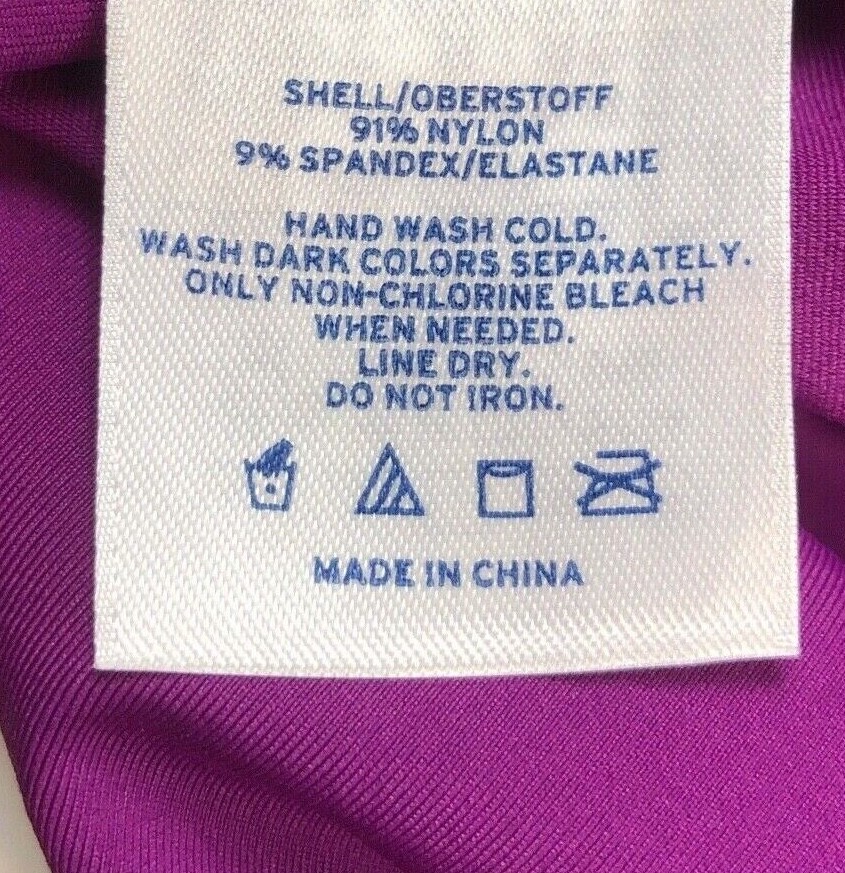 SHELL/OBERSTOFF
91% NYLON
9% SPANDEX/ELASTANE
HAND WASH COLD.
WASH DARK COLORS SEPARATELY.
ONLY NON-CHLORINE BLEACH
WHEN NEEDED.
LINE DRY.
DO NOT IRON.
MADE IN CHINA